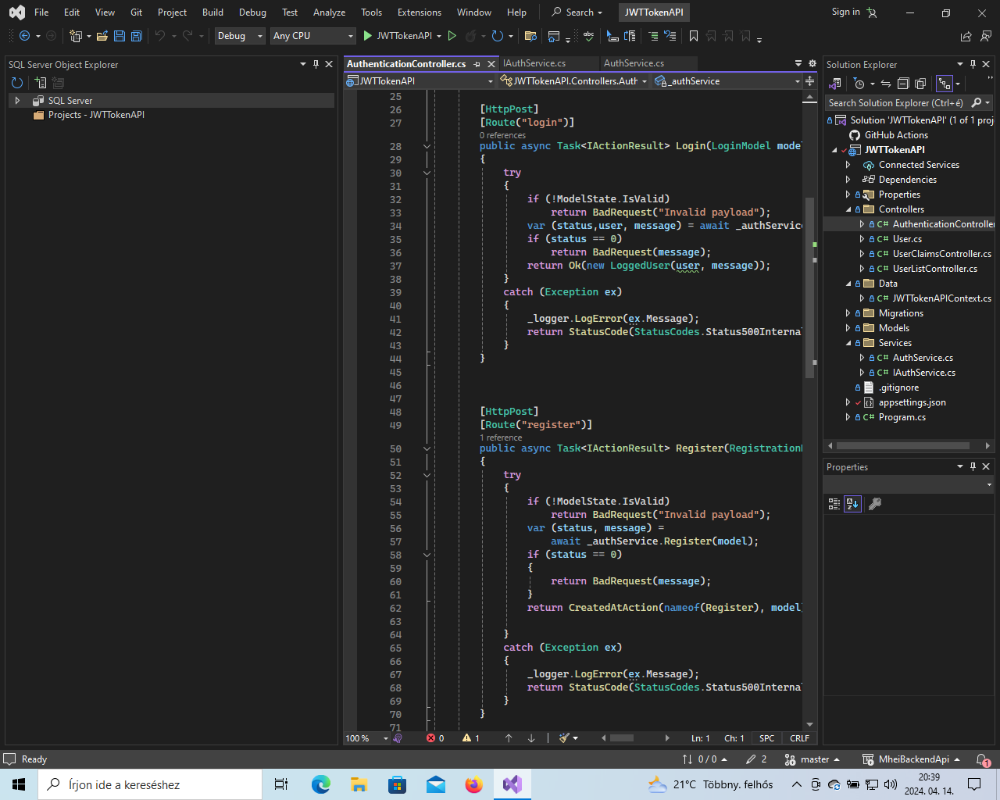 File Edit View Git Project Build Debug Test Analyze Tools Extensions Window Help Search JWTTokenAPI Sign in
Debug Any CPU JWTTokenAPI
SQL Server Object Explorer
SQL Server
Projects - JWTTokenAPI
AuthenticationController.cs IAuthService.cs AuthService.cs
JWTTokenAPI JWTTokenAPI.Controllers.Auth _authService
25
26 [HttpPost]
27 [Route("login")]
0 references
28 public async Task<IActionResult> Login(LoginModel mode
29 {
30 try
31 {
32 if (!ModelState.IsValid)
33 return BadRequest("Invalid payload");
34 var (status,user, message) = await _authService
35 if (status == 0)
36 return BadRequest(message);
37 return Ok(new LoggedUser(user, message));
38 }
39 catch (Exception ex)
40 {
41 _logger.LogError(ex.Message);
42 return StatusCode(StatusCodes.Status500Internal
43 }
44 }
45
46
47
48 [HttpPost]
49 [Route("register")]
1 reference
50 public async Task<IActionResult> Register(Registration
51 {
52 try
53 {
54 if (!ModelState.IsValid)
55 return BadRequest("Invalid payload");
56 var (status, message) =
57 await _authService.Register(model);
58 if (status == 0)
59 {
60 return BadRequest(message);
61 }
62 return CreatedAtAction(nameof(Register), model
63
64 }
65 catch (Exception ex)
66 {
67 _logger.LogError(ex.Message);
68 return StatusCode(StatusCodes.Status500Internal
69 }
70 }
71
100 % 0 1 Ln: 1 Ch: 1 SPC CRLF
Solution Explorer
Search Solution Explorer (Ctrl+é)
Solution 'JWTTokenAPI' (1 of 1 proj
GitHub Actions
JWTTokenAPI
Connected Services
Dependencies
Properties
Controllers
C# AuthenticationController
C# User.cs
C# UserClaimsController.cs
C# UserListController.cs
Data
C# JWTTokenAPIContext.cs
Migrations
Models
Services
C# AuthService.cs
C# IAuthService.cs
.gitignore
appsettings.json
C# Program.cs
Properties
Ready 0 / 0 2 master MheiBackendApi 1
Írjon ide a kereséshez 21°C Többny. felhős 20:39
2024. 04. 14.